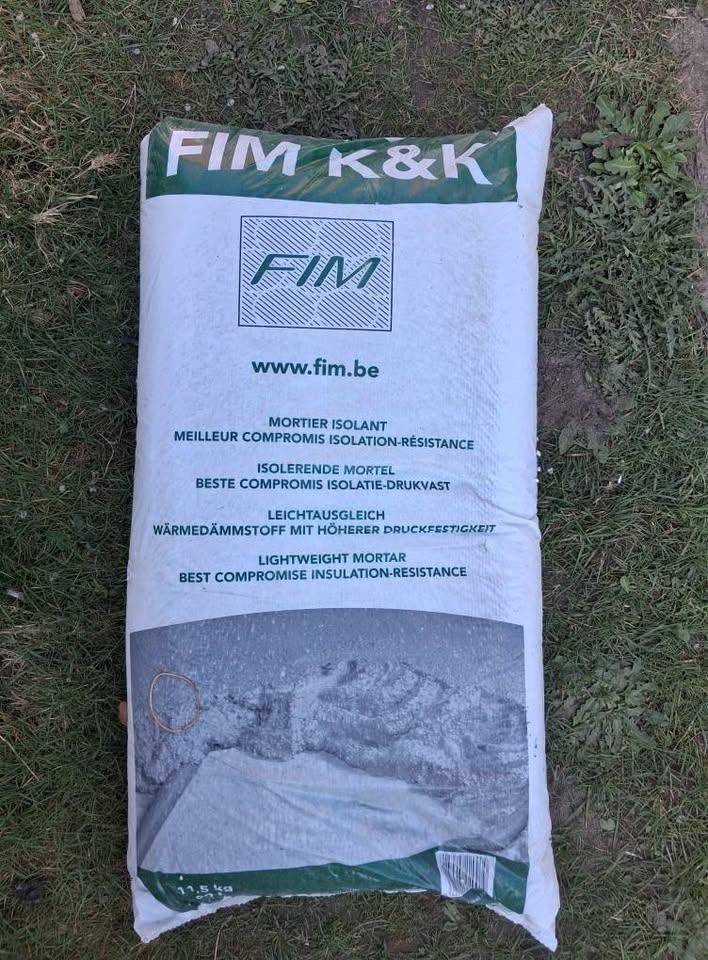 FIM K&K
FIM
www.fim.be
MORTIER ISOLANT
MEILLEUR COMPROMIS ISOLATION-RÉSISTANCE
ISOLERENDE MORTEL
BESTE COMPROMIS ISOLATIE-DRUKVAST
LEICHTAUSGLEICH
WÄRMEDÄMMSTOFF MIT HÖHERER DRUCKFESTIGKEIT
LIGHTWEIGHT MORTAR
BEST COMPROMISE INSULATION-RESISTANCE
11,5 kg